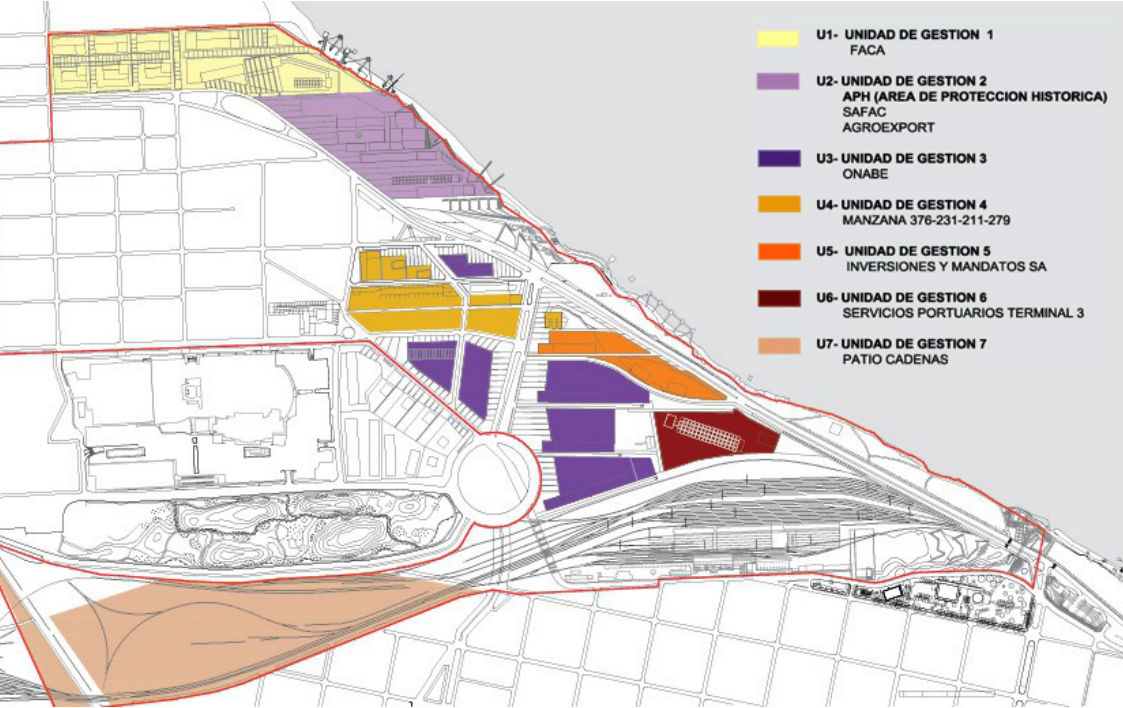 U1- UNIDAD DE GESTION 1
FACA
U2- UNIDAD DE GESTION 2
APH (AREA DE PROTECCION HISTORICA)
SAFAC
AGROEXPORT
U3- UNIDAD DE GESTION 3
ONABE
U4- UNIDAD DE GESTION 4
MANZANA 376-231-211-279
U5- UNIDAD DE GESTION 5
INVERSIONES Y MANDATOS SA
U6- UNIDAD DE GESTION 6
SERVICIOS PORTUARIOS TERMINAL 3
U7- UNIDAD DE GESTION 7
PATIO CADENAS